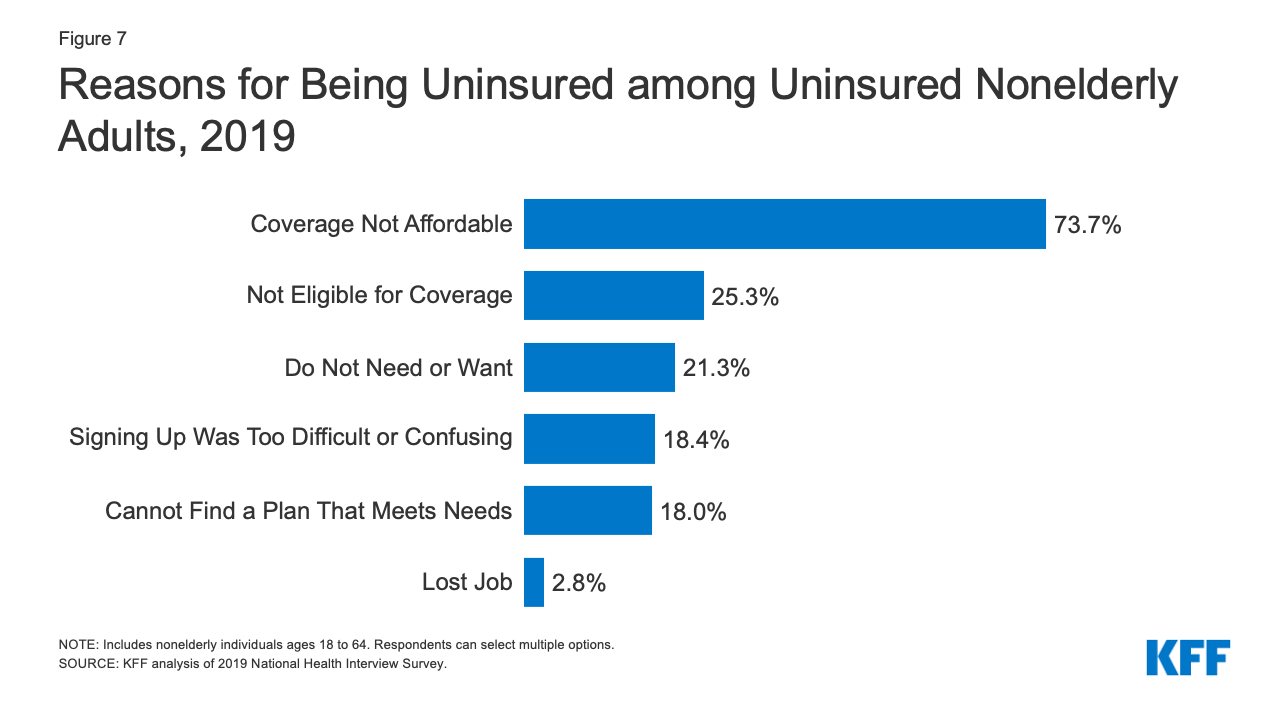 Figure 7
Reasons for Being Uninsured among Uninsured Nonelderly
Adults, 2019
Coverage Not Affordable 73.7%
Not Eligible for Coverage 25.3%
Do Not Need or Want 21.3%
Signing Up Was Too Difficult or Confusing 18.4%
Cannot Find a Plan That Meets Needs 18.0%
Lost Job 2.8%
NOTE: Includes nonelderly individuals ages 18 to 64. Respondents can select multiple options.
SOURCE: KFF analysis of 2019 National Health Interview Survey.
KFF